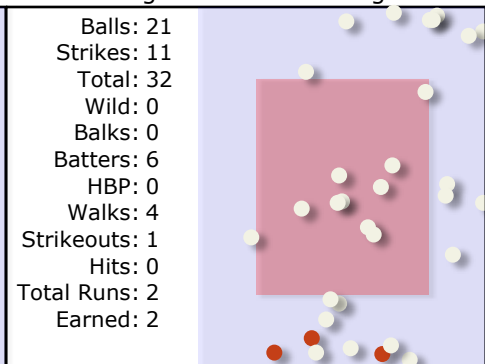 Balls: 21
Strikes: 11
Total: 32
Wild: 0
Balks: 0
Batters: 6
HBP: 0
Walks: 4
Strikeouts: 1
Hits: 0
Total Runs: 2
Earned: 2